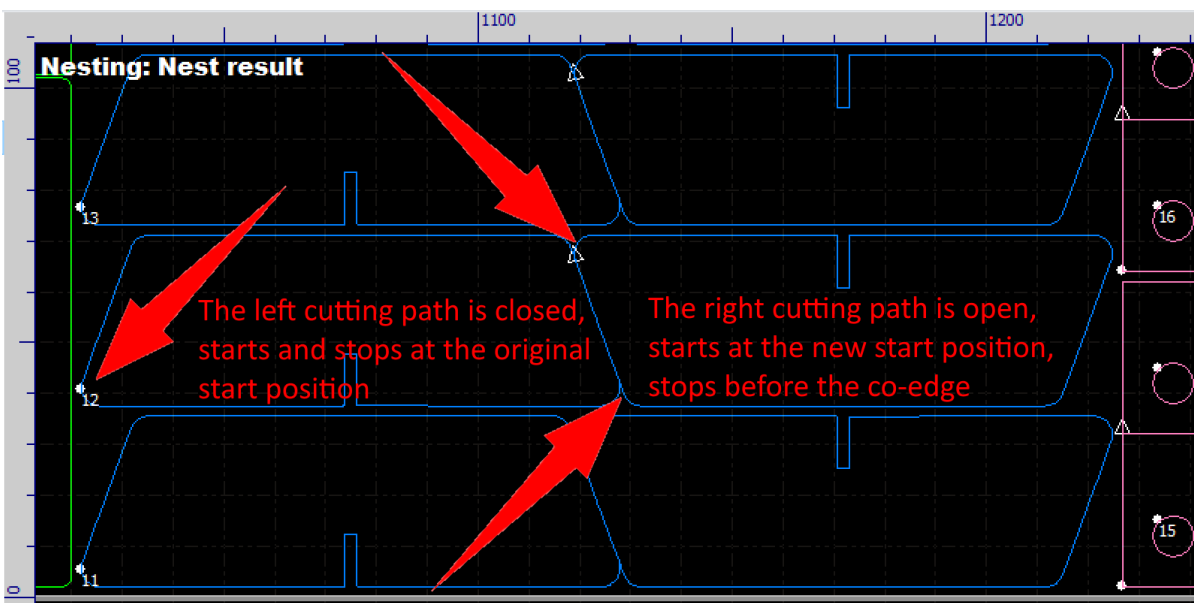 1100
1200
100
Nesting: Nest result
13
16
The left cutting path is closed,
starts and stops at the original
start position
The right cutting path is open,
starts at the new start position,
stops before the co-edge
12
15
11
0